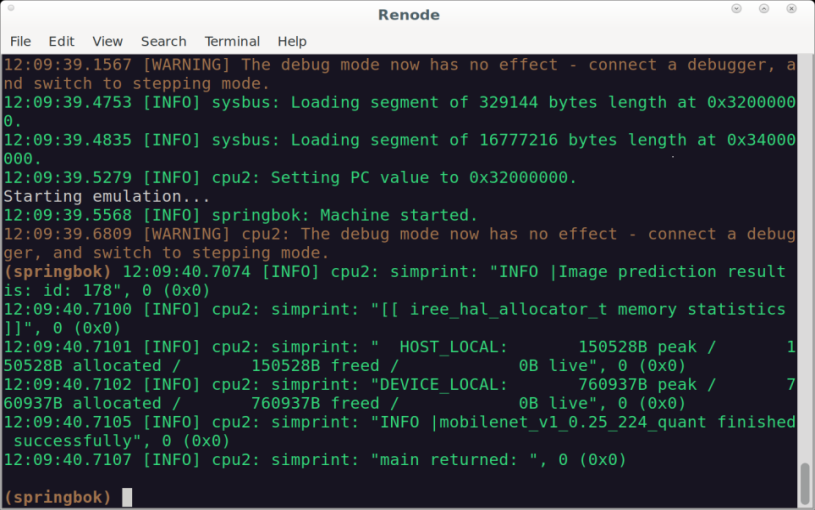 Renode
File Edit View Search Terminal Help
12:09:39.1567 [WARNING] The debug mode now has no effect - connect a debugger, a
nd switch to stepping mode.
12:09:39.4753 [INFO] sysbus: Loading segment of 329144 bytes length at 0x3200000
0.
12:09:39.4835 [INFO] sysbus: Loading segment of 16777216 bytes length at 0x34000
000.
12:09:39.5279 [INFO] cpu2: Setting PC value to 0x32000000.
Starting emulation...
12:09:39.5568 [INFO] springbok: Machine started.
12:09:39.6809 [WARNING] cpu2: The debug mode now has no effect - connect a debug
ger, and switch to stepping mode.
(springbok) 12:09:40.7074 [INFO] cpu2: simprint: "INFO |Image prediction result
is: id: 178", 0 (0x0)
12:09:40.7100 [INFO] cpu2: simprint: "[[ iree_hal_allocator_t memory statistics
]]", 0 (0x0)
12:09:40.7101 [INFO] cpu2: simprint: "  HOST_LOCAL:       150528B peak /       1
50528B allocated /       150528B freed /            0B live", 0 (0x0)
12:09:40.7102 [INFO] cpu2: simprint: "DEVICE_LOCAL:       760937B peak /       7
60937B allocated /       760937B freed /            0B live", 0 (0x0)
12:09:40.7105 [INFO] cpu2: simprint: "INFO |mobilenet_v1_0.25_224_quant finished
 successfully", 0 (0x0)
12:09:40.7107 [INFO] cpu2: simprint: "main returned: ", 0 (0x0)
(springbok)